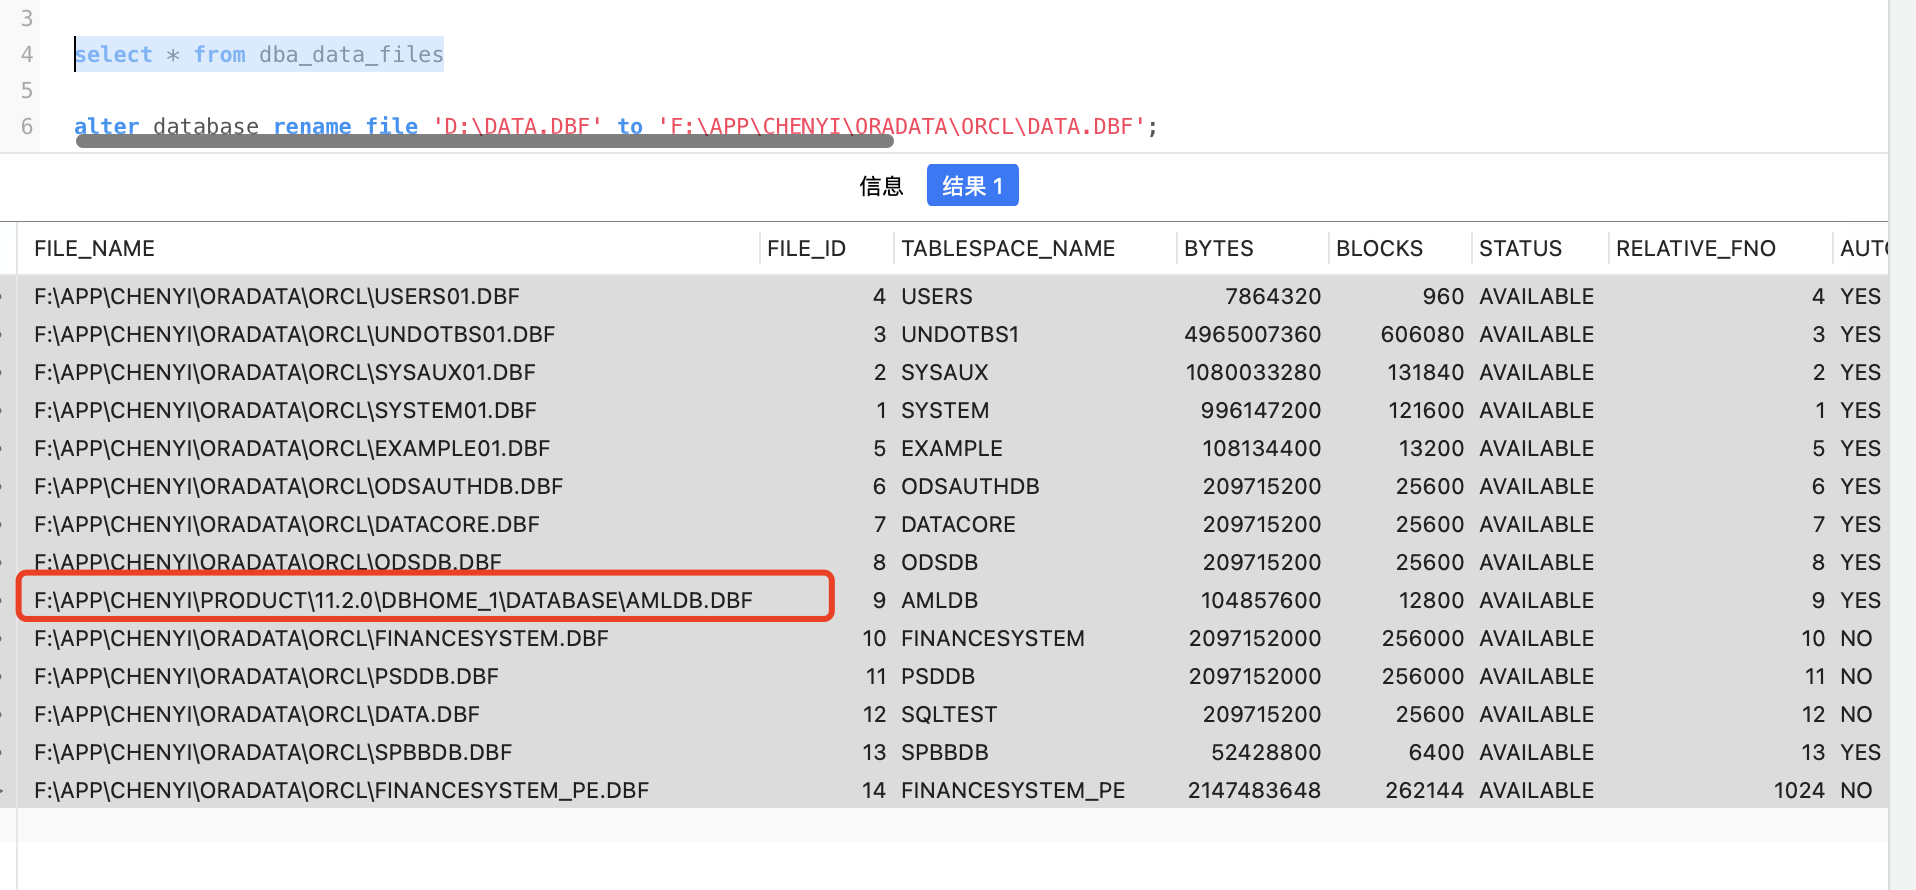 3
4 select * from dba_data_files
5
6 alter database rename file 'D:\DATA.DBF' to 'F:\APP\CHENYI\ORADATA\ORCL\DATA.DBF';
信息 结果 1
FILE_NAME FILE_ID TABLESPACE_NAME BYTES BLOCKS STATUS RELATIVE_FNO
F:\APP\CHENYI\ORADATA\ORCL\USERS01.DBF 4 USERS 7864320 960 AVAILABLE 4 YES
F:\APP\CHENYI\ORADATA\ORCL\UNDOTBS01.DBF 3 UNDOTBS1 4965007360 606080 AVAILABLE 3 YES
F:\APP\CHENYI\ORADATA\ORCL\SYSAUX01.DBF 2 SYSAUX 1080033280 131840 AVAILABLE 2 YES
F:\APP\CHENYI\ORADATA\ORCL\SYSTEM01.DBF 1 SYSTEM 996147200 121600 AVAILABLE 1 YES
F:\APP\CHENYI\ORADATA\ORCL\EXAMPLE01.DBF 5 EXAMPLE 108134400 13200 AVAILABLE 5 YES
F:\APP\CHENYI\ORADATA\ORCL\ODSAUTHDB.DBF 6 ODSAUTHDB 209715200 25600 AVAILABLE 6 YES
F:\APP\CHENYI\ORADATA\ORCL\DATACORE.DBF 7 DATACORE 209715200 25600 AVAILABLE 7 YES
F:\APP\CHENYI\ORADATA\ORCL\ODSDB.DBF 8 ODSDB 209715200 25600 AVAILABLE 8 YES
F:\APP\CHENYI\PRODUCT\11.2.0\DBHOME_1\DATABASE\AMLDB.DBF 9 AMLDB 104857600 12800 AVAILABLE 9 YES
F:\APP\CHENYI\ORADATA\ORCL\FINANCESYSTEM.DBF 10 FINANCESYSTEM 2097152000 256000 AVAILABLE 10 NO
F:\APP\CHENYI\ORADATA\ORCL\PSDDB.DBF 11 PSDDB 2097152000 256000 AVAILABLE 11 NO
F:\APP\CHENYI\ORADATA\ORCL\DATA.DBF 12 SQLTEST 209715200 25600 AVAILABLE 12 NO
F:\APP\CHENYI\ORADATA\ORCL\SPBBDB.DBF 13 SPBBDB 52428800 6400 AVAILABLE 13 YES
F:\APP\CHENYI\ORADATA\ORCL\FINANCESYSTEM_PE.DBF 14 FINANCESYSTEM_PE 2147483648 262144 AVAILABLE 1024 NO